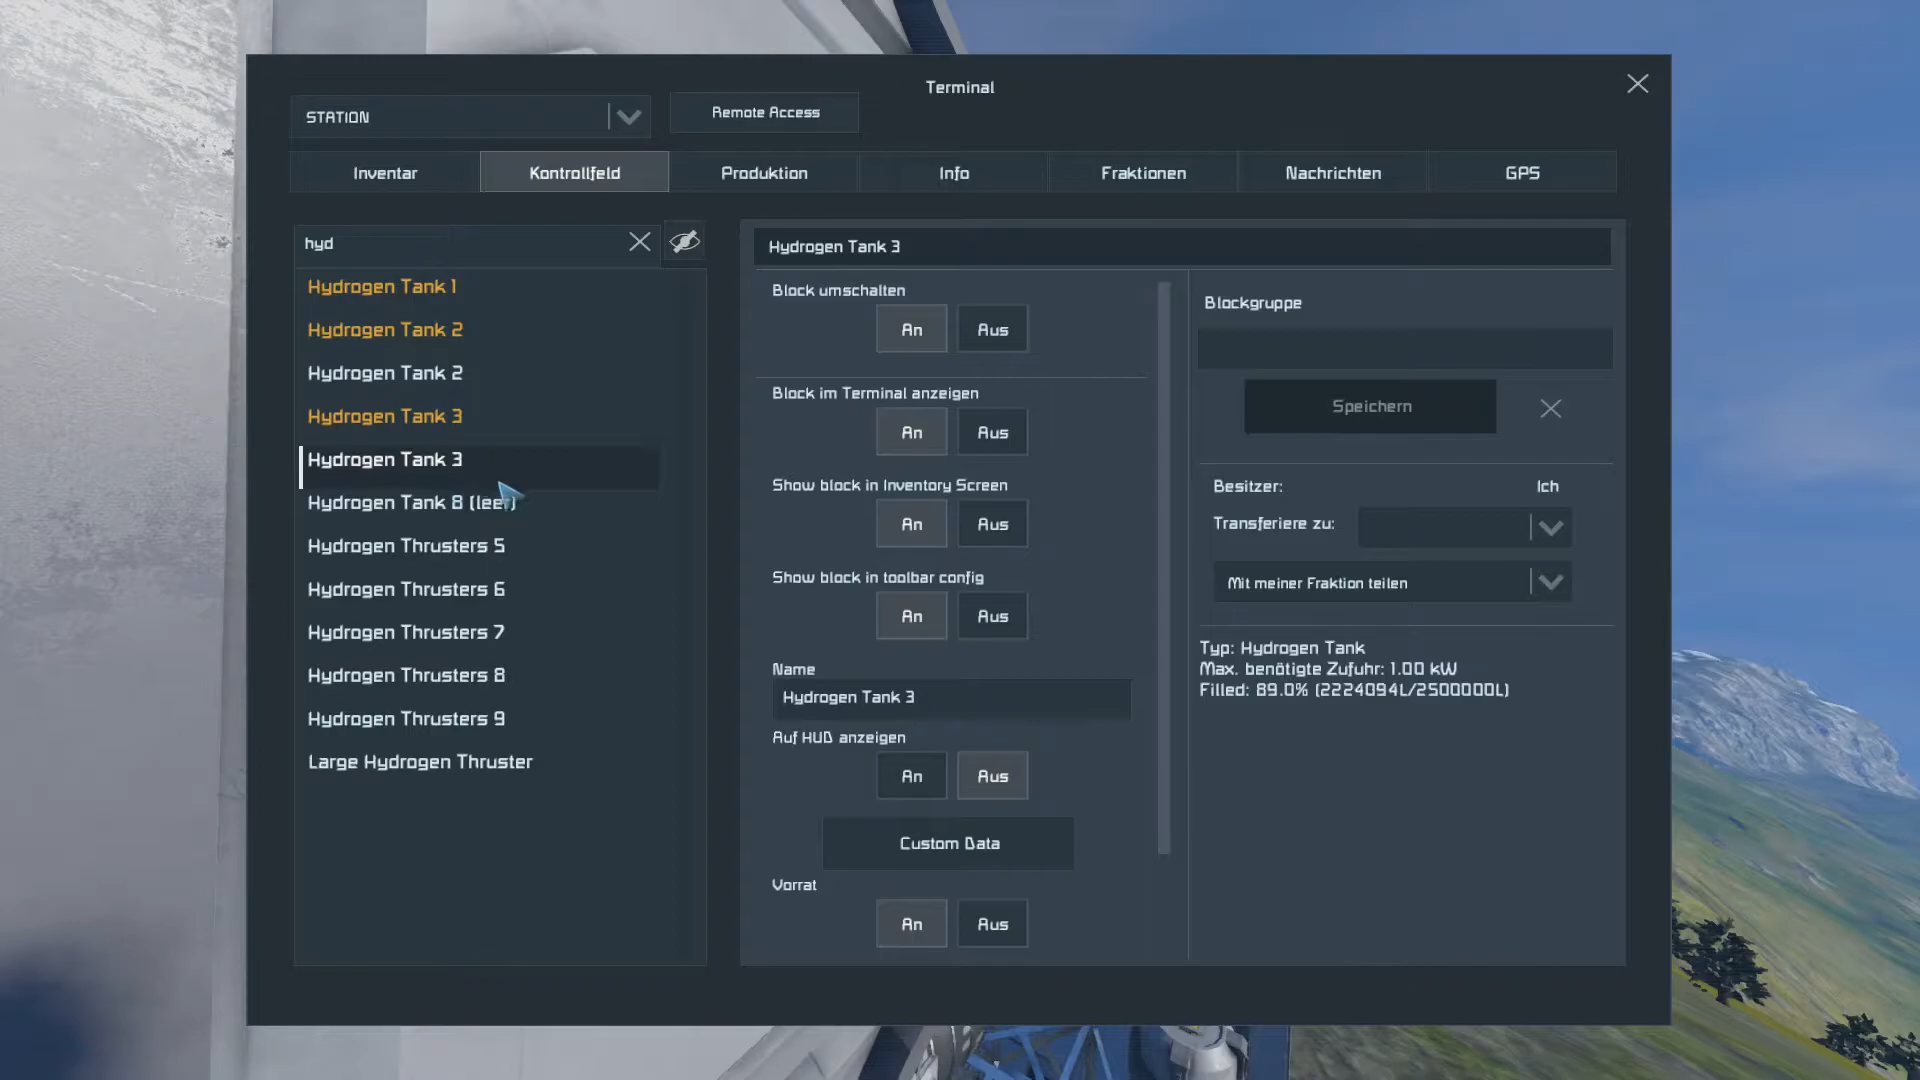 Terminal
STATION
Remote Access
Inventar
Kontrollfeld
Produktion
Info
Fraktionen
Nachrichten
GPS
hyd
Hydrogen Tank 1
Hydrogen Tank 2
Hydrogen Tank 2
Hydrogen Tank 3
Hydrogen Tank 3
Hydrogen Tank 8 (leer)
Hydrogen Thrusters 5
Hydrogen Thrusters 6
Hydrogen Thrusters 7
Hydrogen Thrusters 8
Hydrogen Thrusters 9
Large Hydrogen Thruster
Hydrogen Tank 3
Block umschalten
An Aus
Block im Terminal anzeigen
An Aus
Show block in Inventory Screen
An Aus
Show block in toolbar config
An Aus
Name
Hydrogen Tank 3
Auf HUD anzeigen
An Aus
Custom Data
Vorrat
An Aus
Blockgruppe
Speichern
Besitzer: Ich
Transferiere zu:
Mit meiner Fraktion teilen
Typ: Hydrogen Tank
Max. benötigte Zufuhr: 1.00 kW
Filled: 89.0% (2224094L/2500000L)